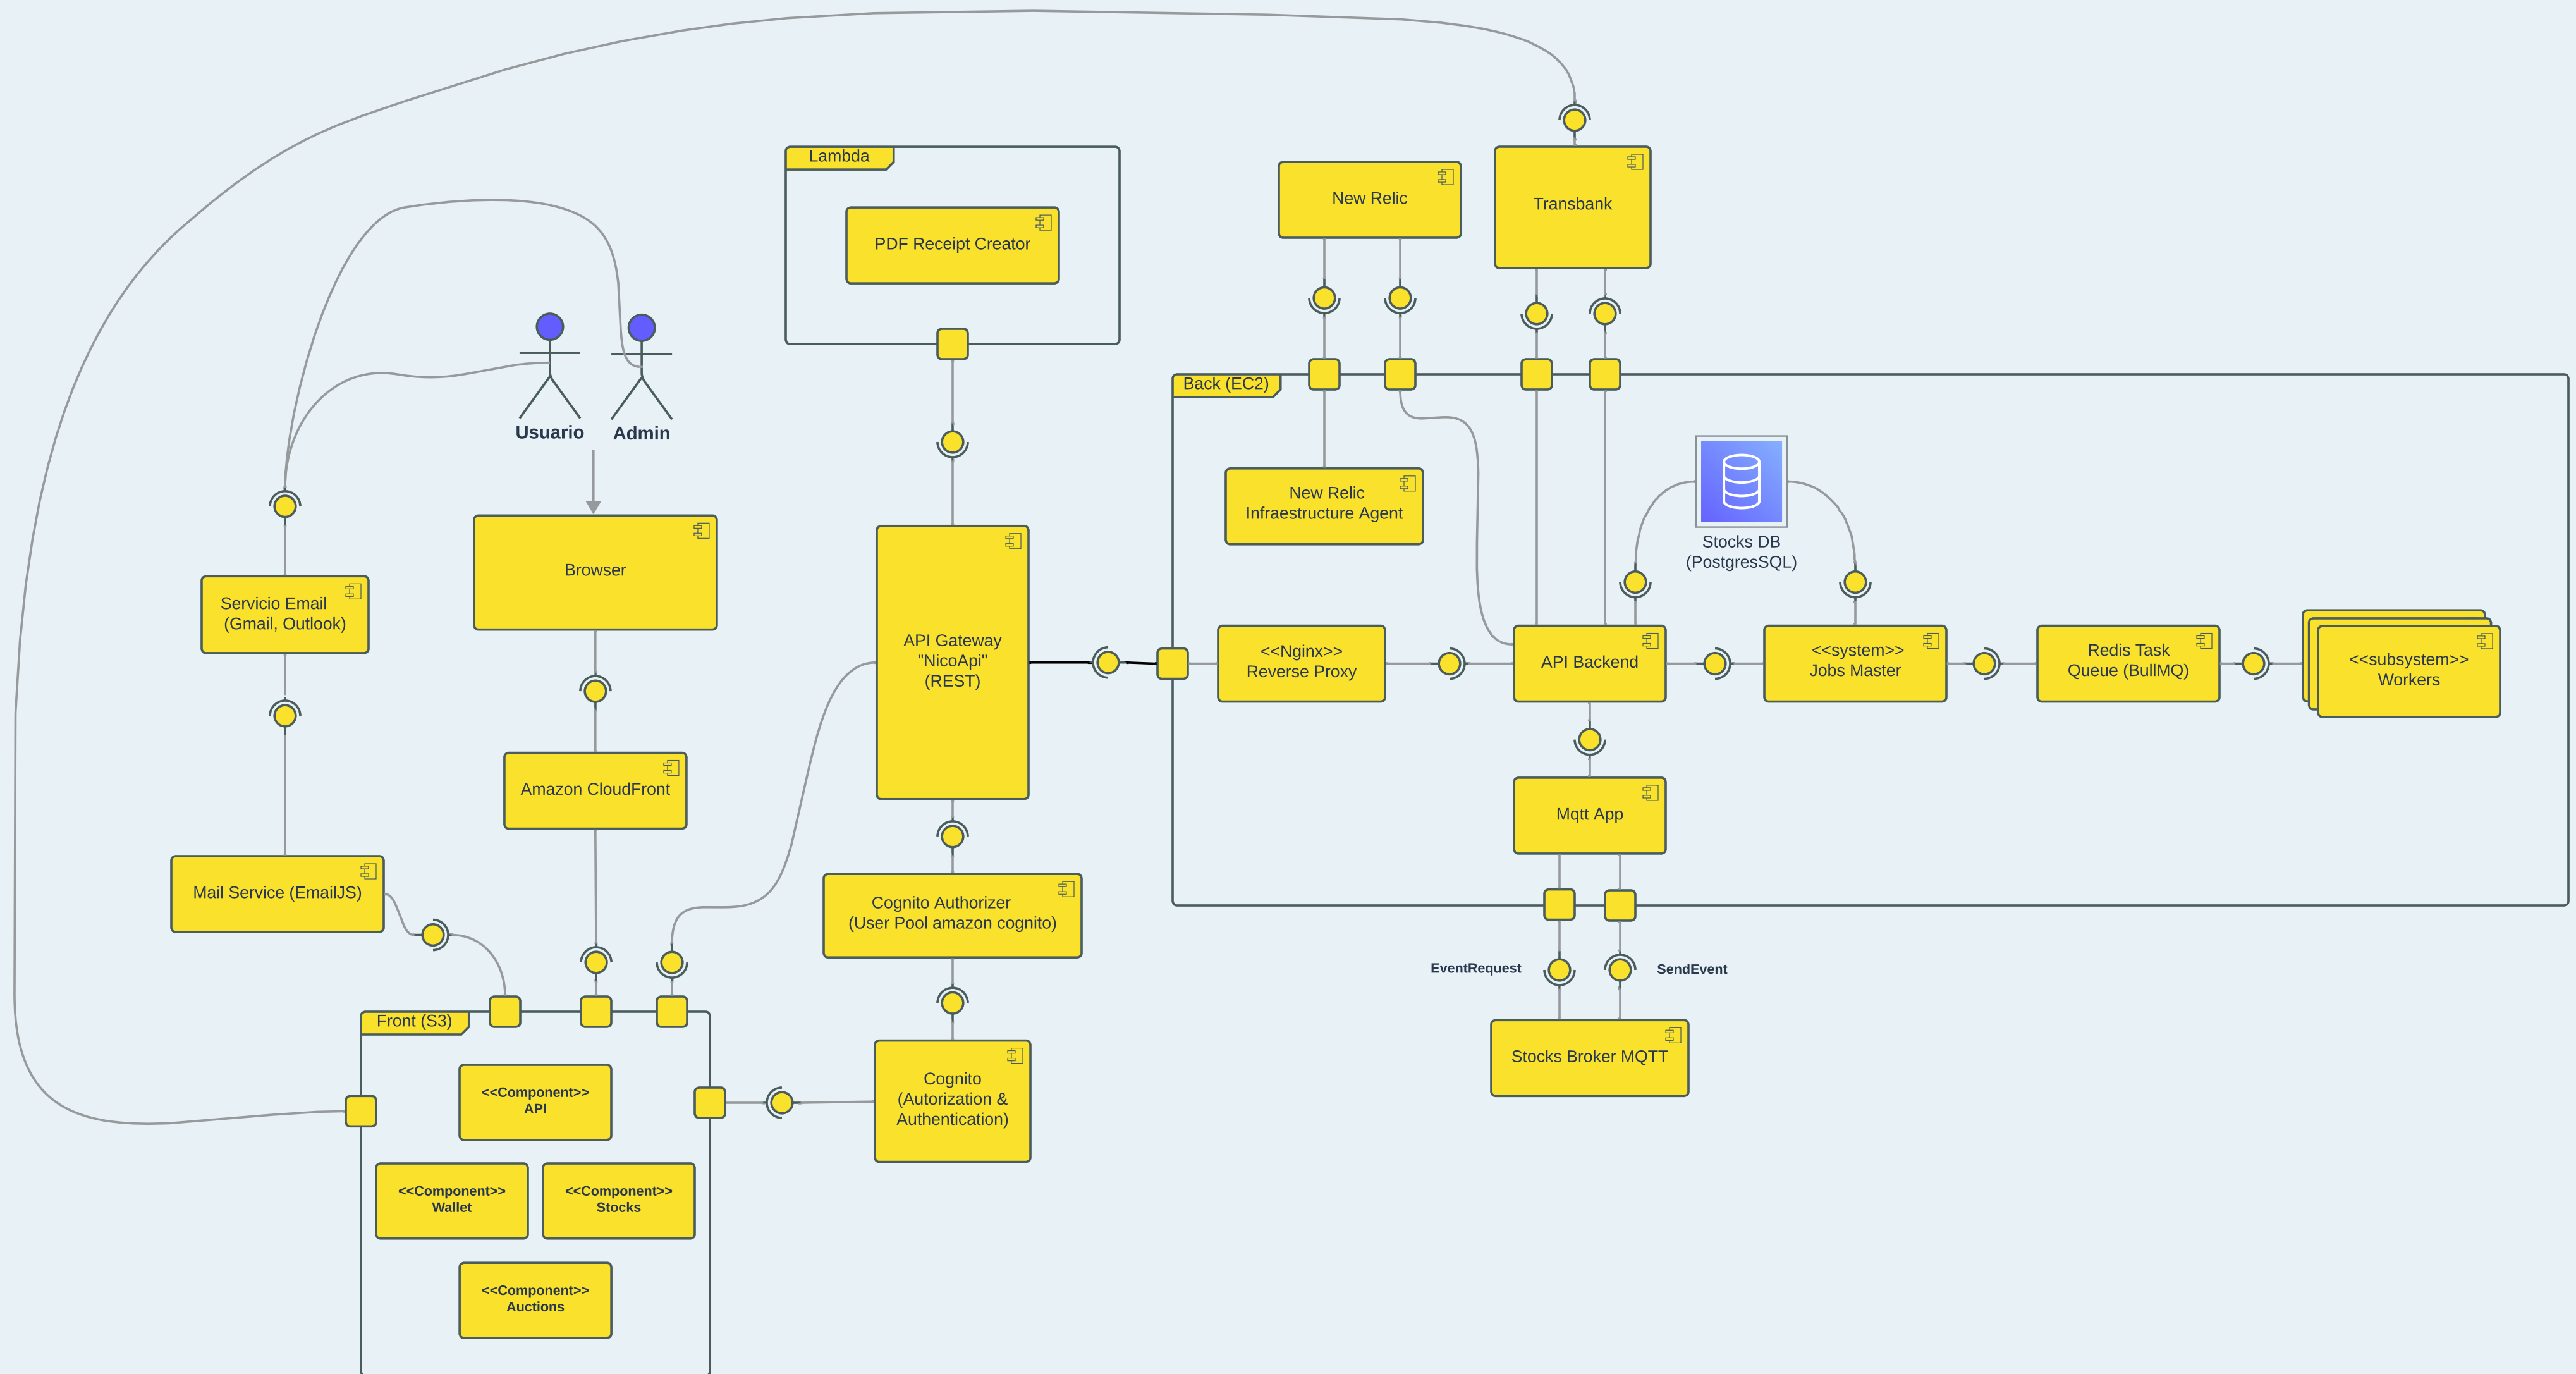 Lambda
PDF Receipt Creator
New Relic
Transbank
Usuario
Admin
Back (EC2)
New Relic
Infraestructure Agent
Stocks DB
(PostgresSQL)
Browser
Servicio Email
(Gmail, Outlook)
API Gateway
"NicoApi"
(REST)
<<Nginx>>
Reverse Proxy
API Backend
<<system>>
Jobs Master
Redis Task
Queue (BullMQ)
<<subsystem>>
Workers
Amazon CloudFront
Mqtt App
Mail Service (EmailJS)
Cognito Authorizer
(User Pool amazon cognito)
EventRequest
SendEvent
Front (S3)
Stocks Broker MQTT
Cognito
(Autorization &
Authentication)
<<Component>>
API
<<Component>>
Wallet
<<Component>>
Stocks
<<Component>>
Auctions